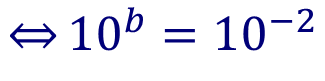 ⇔ 10^b = 10^{-2}